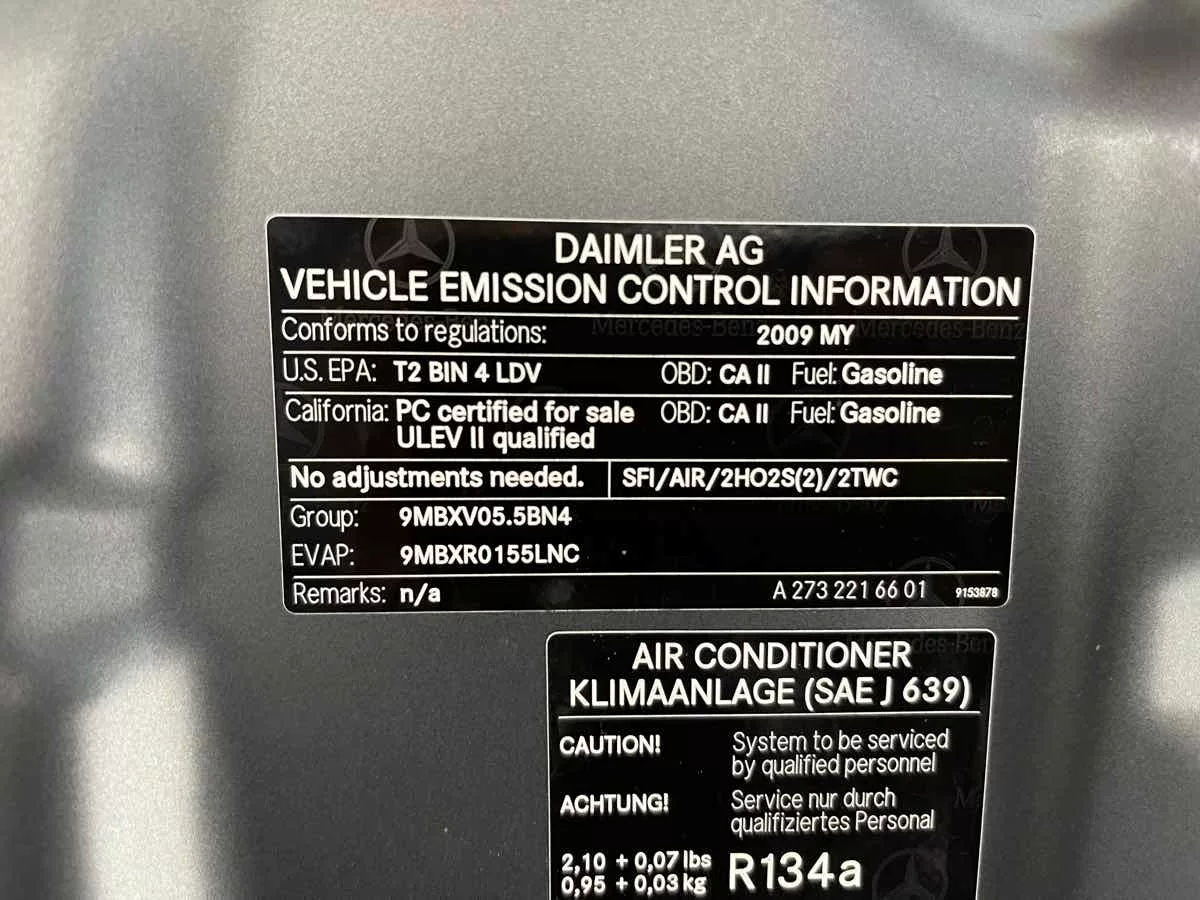 DAIMLER AG
VEHICLE EMISSION CONTROL INFORMATION
Conforms to regulations: 2009 MY
U.S. EPA: T2 BIN 4 LDV OBD: CA II Fuel: Gasoline
California: PC certified for sale OBD: CA II Fuel: Gasoline
ULEV II qualified
No adjustments needed. SFI/AIR/2HO2S(2)/2TWC
Group: 9MBXV05.5BN4
EVAP: 9MBXR0155LNC
Remarks: n/a A 273 221 66 01 9153878
AIR CONDITIONER
KLIMAANLAGE (SAE J 639)
CAUTION! System to be serviced
by qualified personnel
ACHTUNG! Service nur durch
qualifiziertes Personal
2,10 + 0,07 lbs R134a
0,95 + 0,03 kg